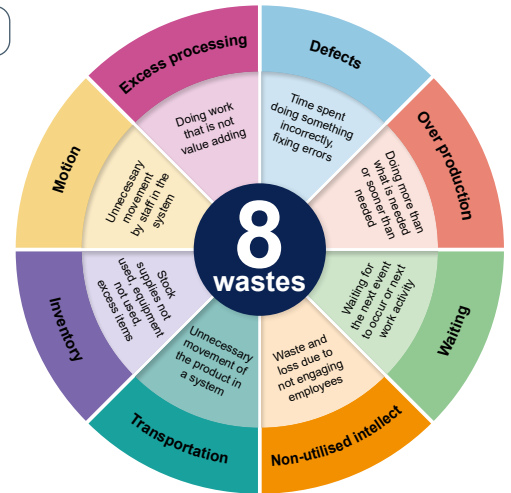 8
wastes
Defects
Time spent
doing something
incorrectly,
fixing errors
Over production
Doing more than
what is needed
or sooner than
needed
Waiting
Waiting for
the next event
to occur or next
work activity
Non-utilised intellect
Waste and
loss due to
not engaging
employees
Transportation
Unnecessary
movement of
the product in
a system
Inventory
Stock
supplies not
used, equipment
not used,
excess items
Motion
Unnecessary
movement
by staff in the
system
Excess processing
Doing work
that is not
value adding